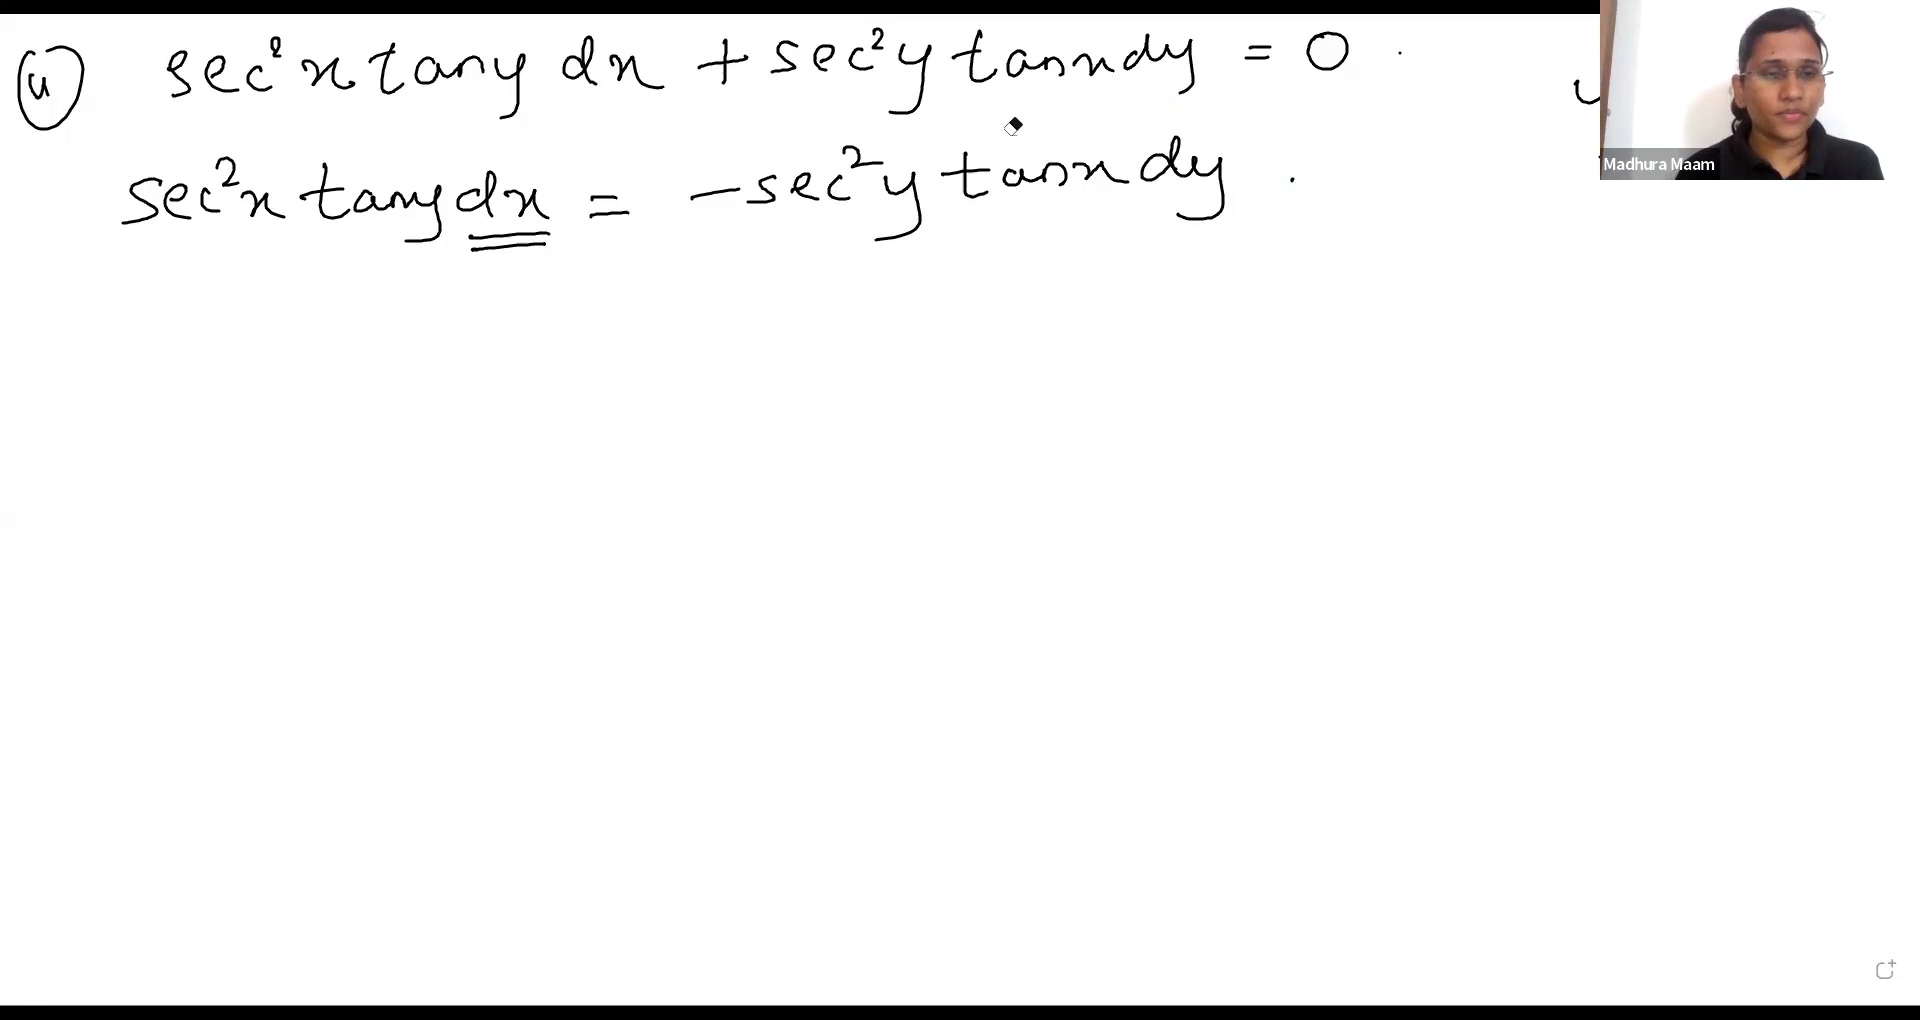 (ii) sec²x tany dx + sec²y tanx dy = 0
sec²x tany dx = -sec²y tanx dy
Madhura Maam